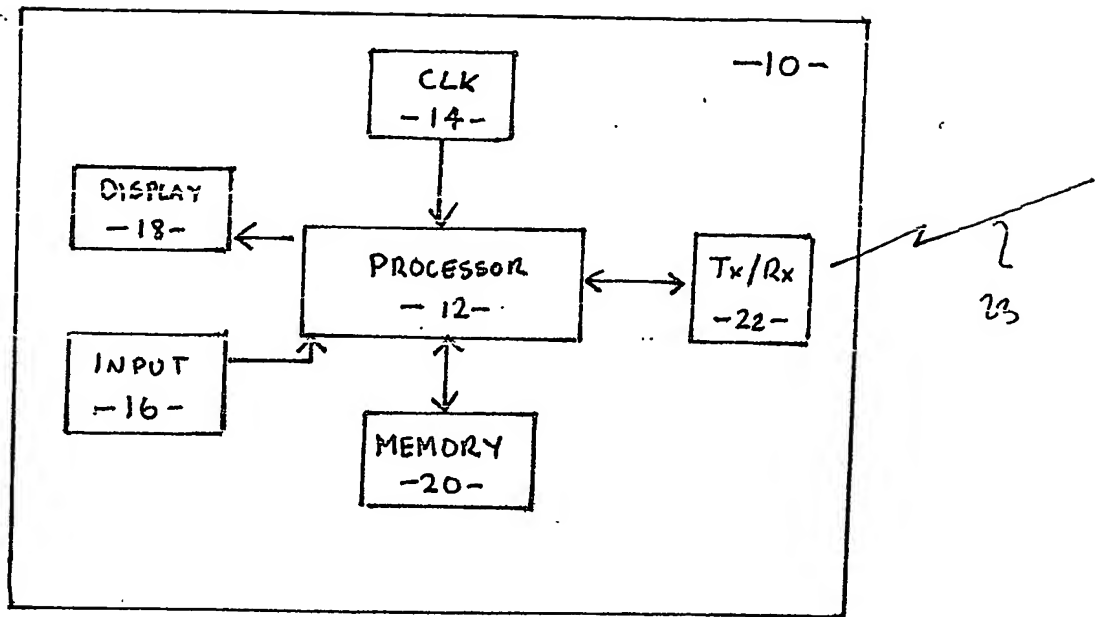 -10-
CLK
-14-
DISPLAY
-18-
PROCESSOR
-12-
Tx/Rx
-22-
23
INPUT
-16-
MEMORY
-20-